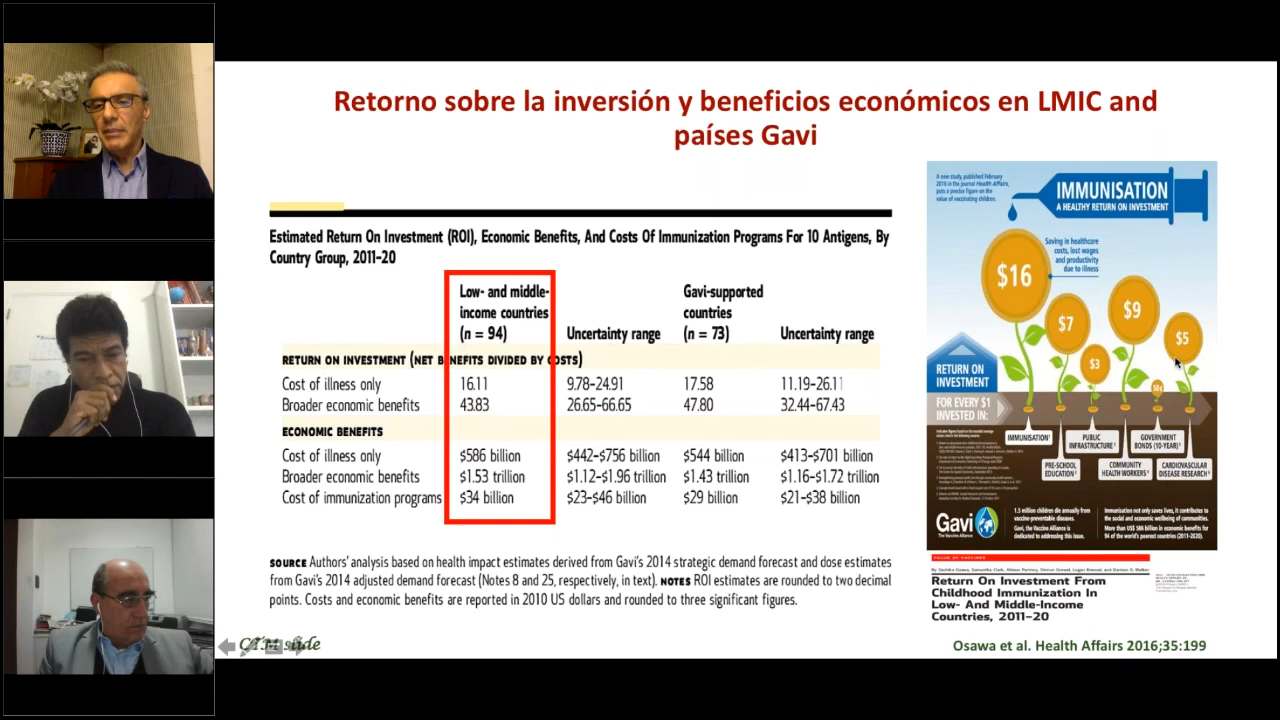 Retorno sobre la inversión y beneficios económicos en LMIC and
países Gavi
Estimated Return On Investment (ROI), Economic Benefits, And Costs Of Immunization Programs For 10 Antigens, By
Country Group, 2011-20
Low- and middle-
income countries
(n = 94)
Uncertainty range
Gavi-supported
countries
(n = 73)
Uncertainty range
RETURN ON INVESTMENT (NET BENEFITS DIVIDED BY COSTS)
Cost of illness only 16.11 9.78–24.91 17.58 11.19–26.11
Broader economic benefits 43.83 26.65–66.65 47.80 32.44–67.43
ECONOMIC BENEFITS
Cost of illness only $586 billion $442–$756 billion $544 billion $413–$701 billion
Broader economic benefits $1.53 trillion $1.12–$1.96 trillion $1.43 trillion $1.16–$1.72 trillion
Cost of immunization programs $34 billion $23–$46 billion $29 billion $21–$38 billion
SOURCE Authors' analysis based on health impact estimates derived from Gavi's 2014 strategic demand forecast and dose estimates
from Gavi's 2014 adjusted demand forecast (Notes 8 and 25, respectively, in text). NOTES ROI estimates are rounded to two decimal
points. Costs and economic benefits are reported in 2010 US dollars and rounded to three significant figures.
CTM slide
A new study, published February
2016 in the journal Health Affairs,
puts a precise figure on the
value of vaccinating children.
IMMUNISATION
A HEALTHY RETURN ON INVESTMENT
Saving in healthcare
costs, lost wages
and productivity
due to illness
$16
$7
$3
$9
$5
RETURN ON
INVESTMENT
FOR EVERY $1
INVESTED IN:
IMMUNISATION
PRE-SCHOOL
EDUCATION
PUBLIC
INFRASTRUCTURE
COMMUNITY
HEALTH WORKERS
GOVERNMENT
BONDS (10-YEAR)
CARDIOVASCULAR
DISEASE RESEARCH
Gavi
The Vaccine Alliance
1.5 million children die annually from
vaccine-preventable diseases.
Gavi, the Vaccine Alliance is
dedicated to addressing this issue.
Immunisation not only saves lives, it contributes to
the social and economic wellbeing of communities.
More than US$ 586 billion in economic benefits for
94 of the world's poorest countries (2011-2020).
VALUE OF VACCINES
Return On Investment From
Childhood Immunization In
Low- And Middle-Income
Countries, 2011–20
Osawa et al. Health Affairs 2016;35:199